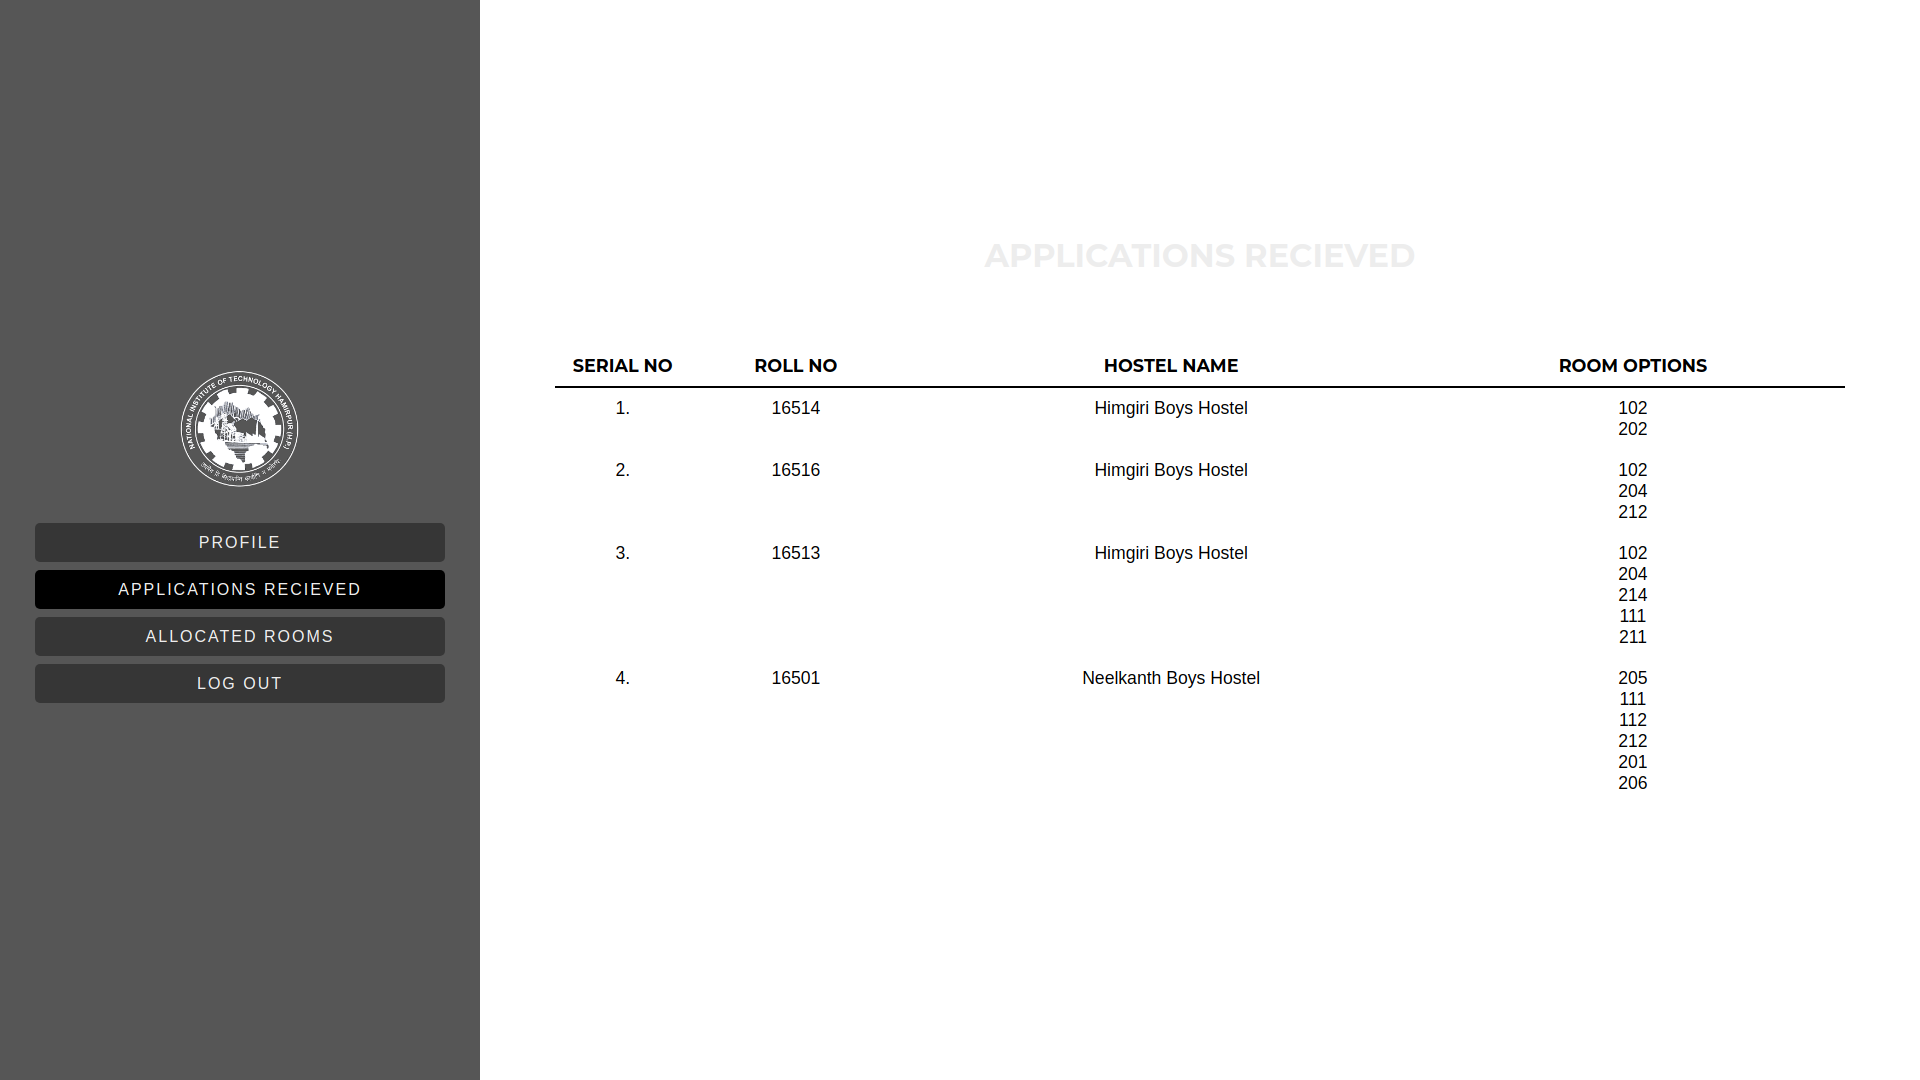 NATIONAL INSTITUTE OF TECHNOLOGY HAMIRPUR (H.P.)
PROFILE
APPLICATIONS RECIEVED
ALLOCATED ROOMS
LOG OUT
APPLICATIONS RECIEVED
SERIAL NO ROLL NO HOSTEL NAME ROOM OPTIONS
1. 16514 Himgiri Boys Hostel 102
202
2. 16516 Himgiri Boys Hostel 102
204
212
3. 16513 Himgiri Boys Hostel 102
204
214
111
211
4. 16501 Neelkanth Boys Hostel 205
111
112
212
201
206